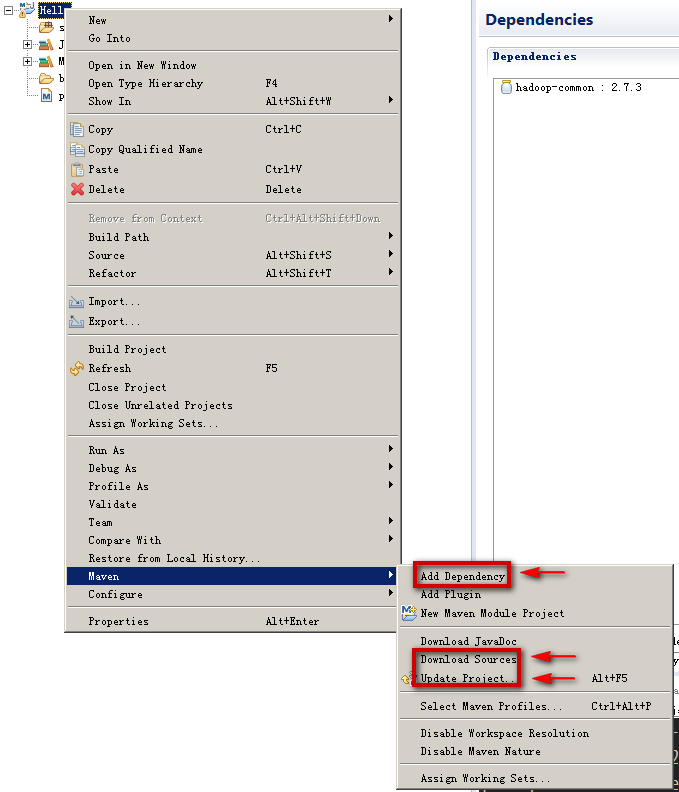 Hell
New
Go Into
Open in New Window
Open Type Hierarchy F4
Show In Alt+Shift+W
Copy Ctrl+C
Copy Qualified Name
Paste Ctrl+V
Delete Delete
Remove from Context Ctrl+Alt+Shift+Down
Build Path
Source Alt+Shift+S
Refactor Alt+Shift+T
Import...
Export...
Build Project
Refresh F5
Close Project
Close Unrelated Projects
Assign Working Sets...
Run As
Debug As
Profile As
Validate
Team
Compare With
Restore from Local History...
Maven
Configure
Properties Alt+Enter
Dependencies
Dependencies
hadoop-common : 2.7.3
Add Dependency
Add Plugin
New Maven Module Project
Download JavaDoc
Download Sources
Update Project... Alt+F5
Select Maven Profiles... Ctrl+Alt+P
Disable Workspace Resolution
Disable Maven Nature
Assign Working Sets...